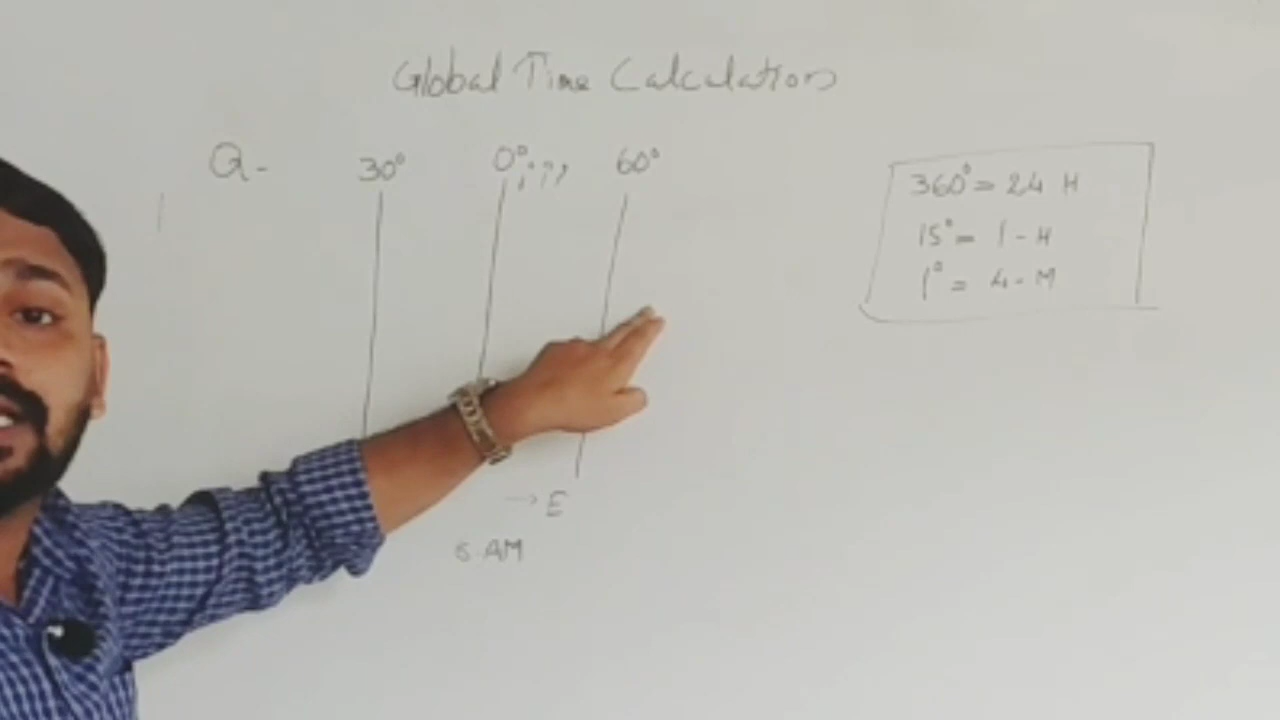 Global Time Calculation
Q-
30° 0° 60°
360° = 24 H
15° = 1 - H
1° = 4 - M
→ E
6 AM